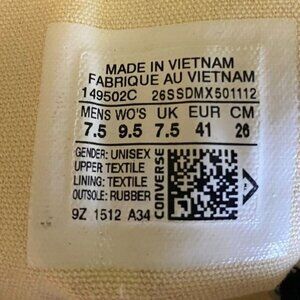 MADE IN VIETNAM
FABRIQUE AU VIETNAM
149502C 26SSDMX501112
MENS WO'S UK EUR CM
7.5 9.5 7.5 41 26
GENDER: UNISEX
UPPER: TEXTILE
LINING: TEXTILE
OUTSOLE: RUBBER
CONVERSE
9Z 1512 A34